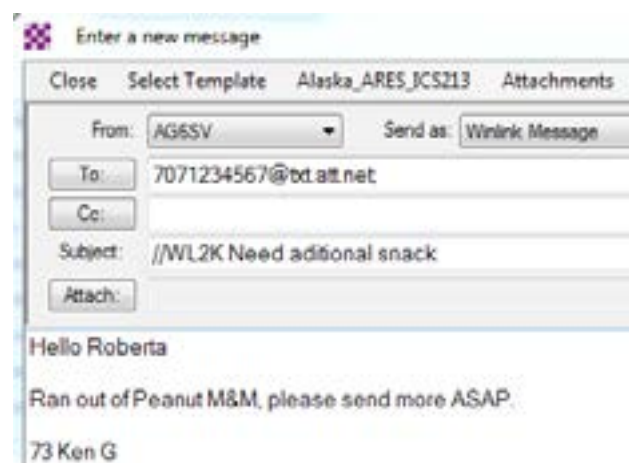 Enter a new message
Close Select Template Alaska_ARES_ICS213 Attachments
From: AG6SV Send as: Winlink Message
To: 7071234567@txt.att.net
Cc:
Subject: //WL2K Need aditional snack
Attach:
Hello Roberta
Ran out of Peanut M&M, please send more ASAP.
73 Ken G